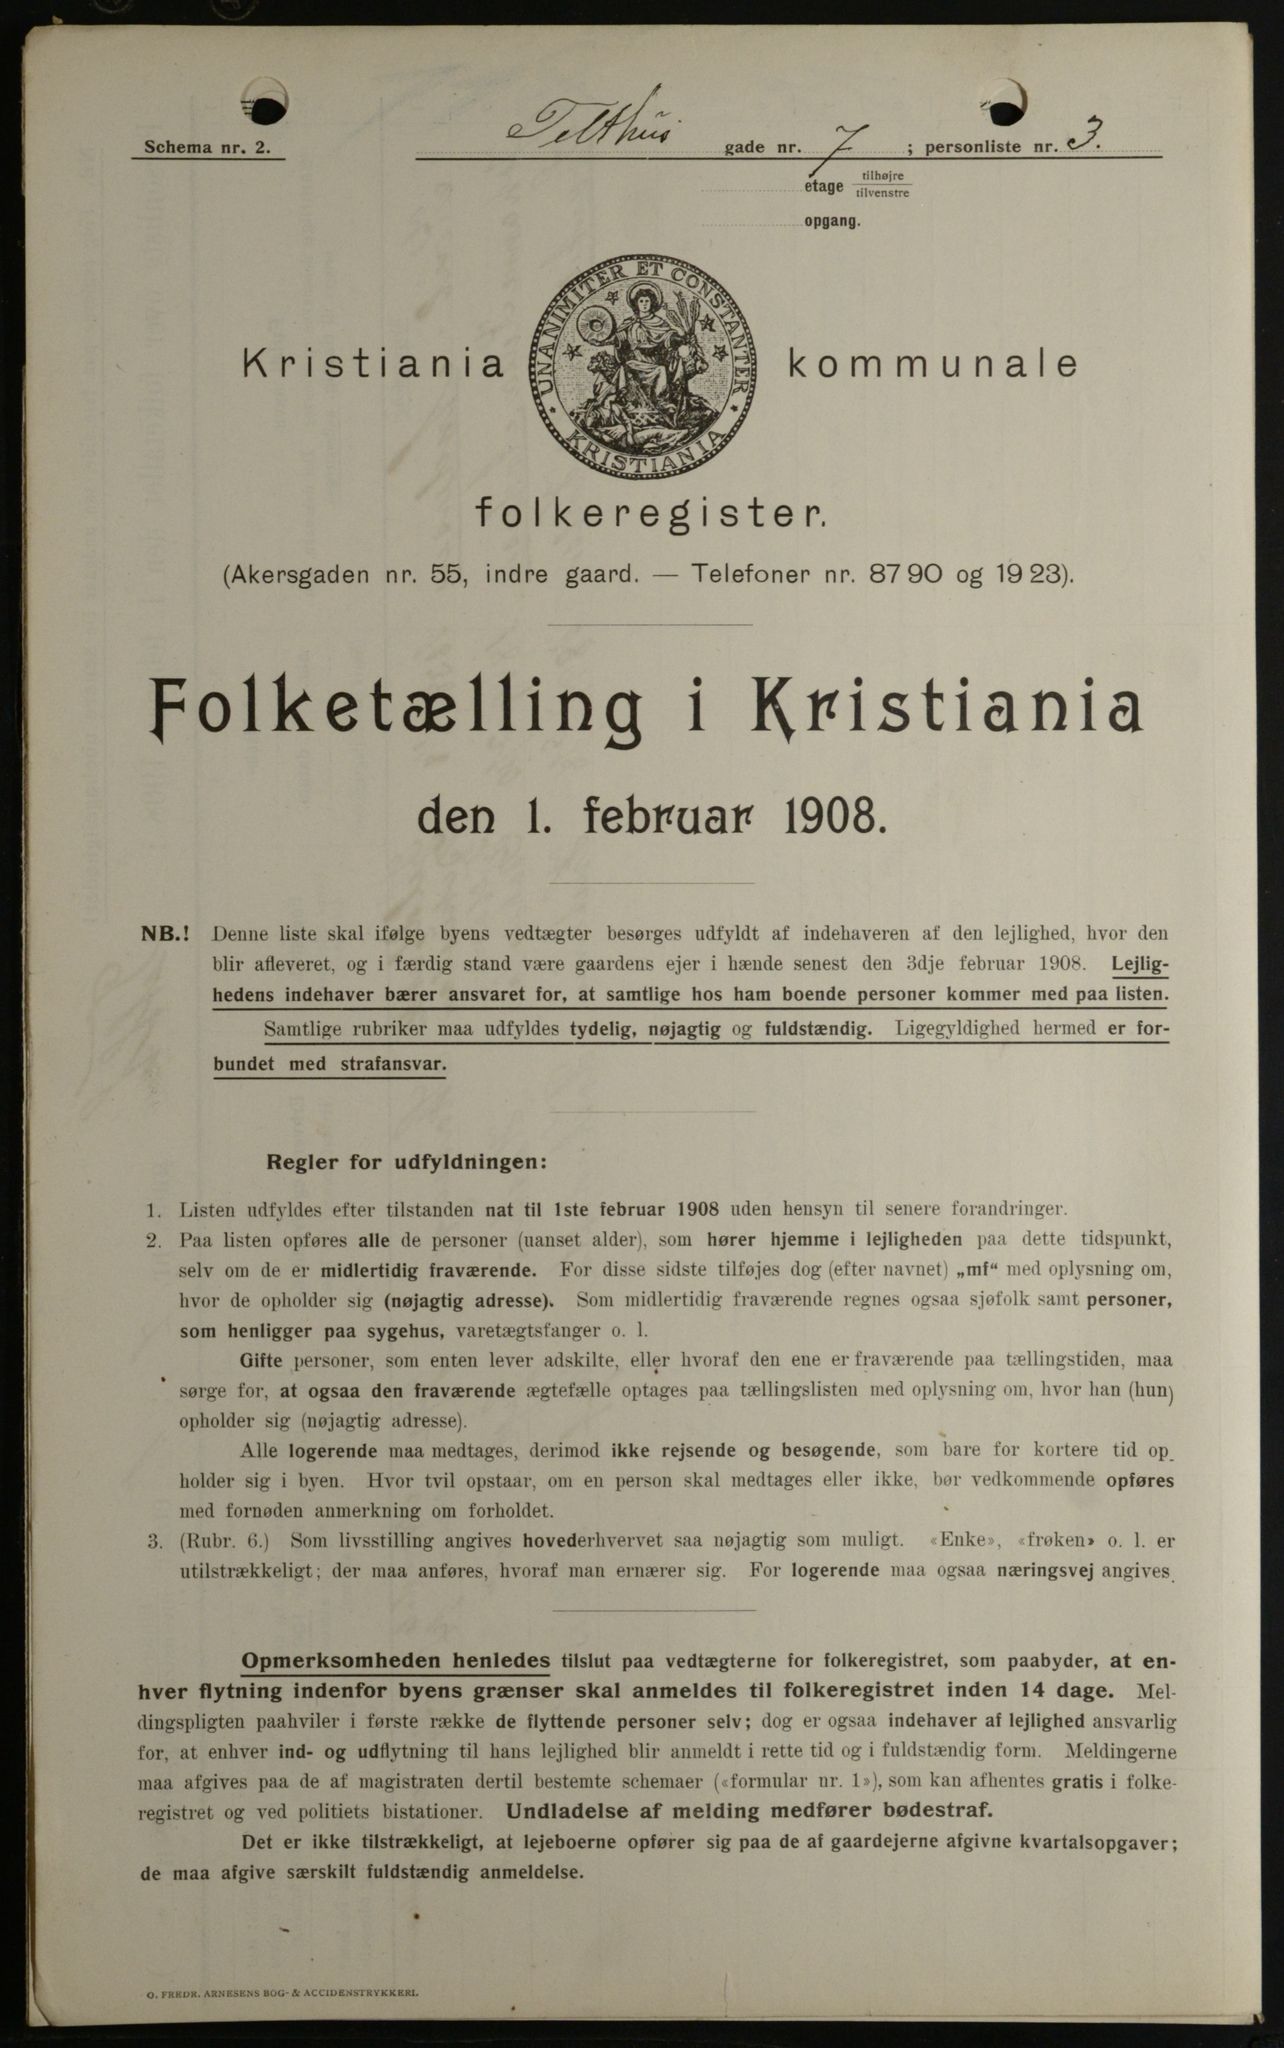 Schema nr. 2. Telthus gade nr. 7 ; personliste nr. 3.
etage tilhøjre
tilvenstre
opgang.
UNANIMITER ET CONSTANTER
KRISTIANIA
Kristiania kommunale
folkeregister.
(Akersgaden nr. 55, indre gaard. — Telefoner nr. 87 90 og 19 23).
Folketælling i Kristiania
den 1. februar 1908.
NB.! Denne liste skal ifølge byens vedtægter besørges udfyldt af indehaveren af den lejlighed, hvor den
blir afleveret, og i færdig stand være gaardens ejer i hænde senest den 3dje februar 1908. Lejlig-
hedens indehaver bærer ansvaret for, at samtlige hos ham boende personer kommer med paa listen.
Samtlige rubriker maa udfyldes tydelig, nøjagtig og fuldstændig. Ligegyldighed hermed er for-
bundet med strafansvar.
Regler for udfyldningen:
1. Listen udfyldes efter tilstanden nat til 1ste februar 1908 uden hensyn til senere forandringer.
2. Paa listen opføres alle de personer (uanset alder), som hører hjemme i lejligheden paa dette tidspunkt,
selv om de er midlertidig fraværende. For disse sidste tilføjes dog (efter navnet) „mf“ med oplysning om,
hvor de opholder sig (nøjagtig adresse). Som midlertidig fraværende regnes ogsaa sjøfolk samt personer,
som henligger paa sygehus, varetægtsfanger o. l.
Gifte personer, som enten lever adskilte, eller hvoraf den ene er fraværende paa tællingstiden, maa
sørge for, at ogsaa den fraværende ægtefælle optages paa tællingslisten med oplysning om, hvor han (hun)
opholder sig (nøjagtig adresse).
Alle logerende maa medtages, derimod ikke rejsende og besøgende, som bare for kortere tid op-
holder sig i byen. Hvor tvil opstaar, om en person skal medtages eller ikke, bør vedkommende opføres
med fornøden anmerkning om forholdet.
3. (Rubr. 6.) Som livsstilling angives hovederhvervet saa nøjagtig som muligt. «Enke», «frøken» o. l. er
utilstrækkeligt; der maa anføres, hvoraf man ernærer sig. For logerende maa ogsaa næringsvej angives.
Opmerksomheden henledes tilslut paa vedtægterne for folkeregistret, som paabyder, at en-
hver flytning indenfor byens grænser skal anmeldes til folkeregistret inden 14 dage. Mel-
dingspligten paahviler i første række de flyttende personer selv; dog er ogsaa indehaver af lejlighed ansvarlig
for, at enhver ind- og udflytning til hans lejlighed blir anmeldt i rette tid og i fuldstændig form. Meldingerne
maa afgives paa de af magistraten dertil bestemte schemaer («formular nr. 1»), som kan afhentes gratis i folke-
registret og ved politiets bistationer. Undladelse af melding medfører bødestraf.
Det er ikke tilstrækkeligt, at lejeboerne opfører sig paa de af gaardejerne afgivne kvartalsopgaver;
de maa afgive særskilt fuldstændig anmeldelse.
O. FREDR. ARNESENS BOG- & ACCIDENSTRYKKERI.